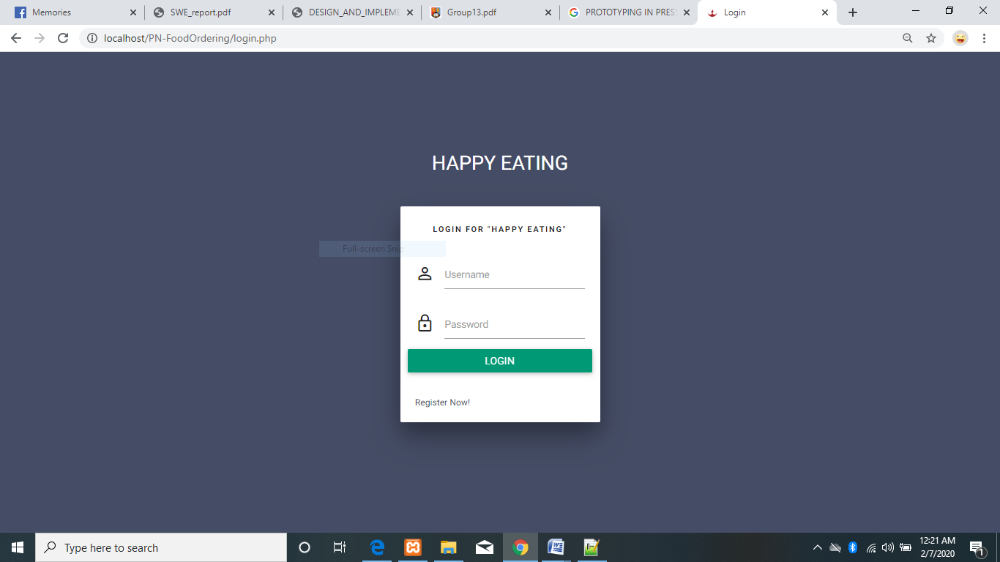 Memories
SWE_report.pdf
DESIGN_AND_IMPLEME
Group13.pdf
PROTOTYPING IN PRES
Login
localhost/PN-FoodOrdering/login.php
HAPPY EATING
LOGIN FOR "HAPPY EATING"
Full-screen Snip
Username
Password
LOGIN
Register Now!
Type here to search
12:21 AM
2/7/2020
1